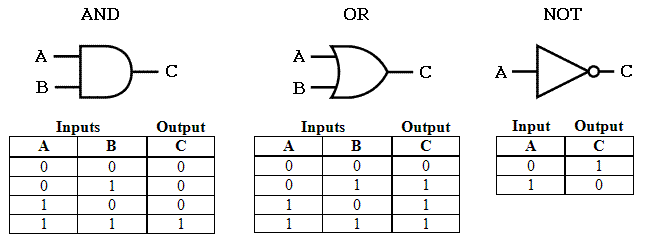 AND OR NOT
A A
C C A C
B B
Inputs Output Inputs Output Input Output
A B C A B C A C
0 0 0 0 0 0 0 1
0 1 0 0 1 1 1 0
1 0 0 1 0 1
1 1 1 1 1 1